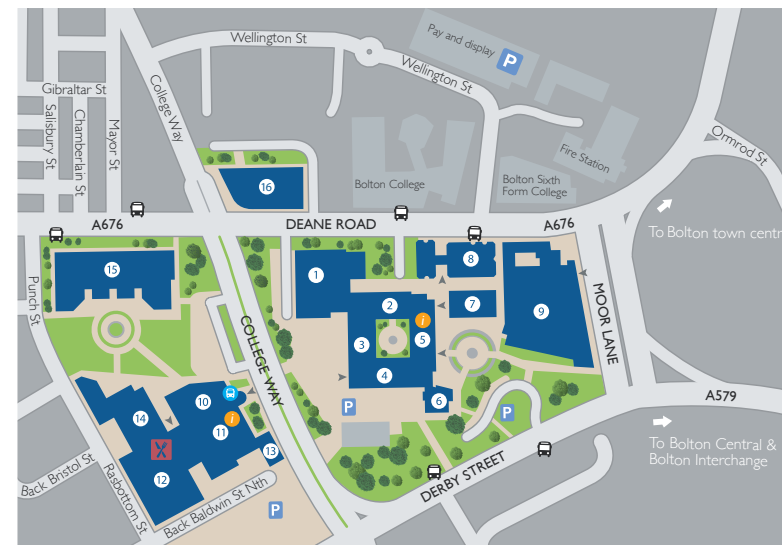 Wellington St
Pay and display
P
Wellington St
College Way
Gibraltar St
Salisbury St
Chamberlain St
Mayor St
Ormrod St
Fire Station
Bolton College
Bolton Sixth
Form College
16
A676
DEANE ROAD
A676
To Bolton town cent
15
1
8
2
7
9
i
5
3
4
6
Punch St
COLLEGE WAY
MOOR LANE
P
P
A579
10
14
i
11
13
12
To Bolton Central &
Bolton Interchange
DERBY STREET
Back Bristol St
Rasbottom St
Back Baldwin St Nth
P